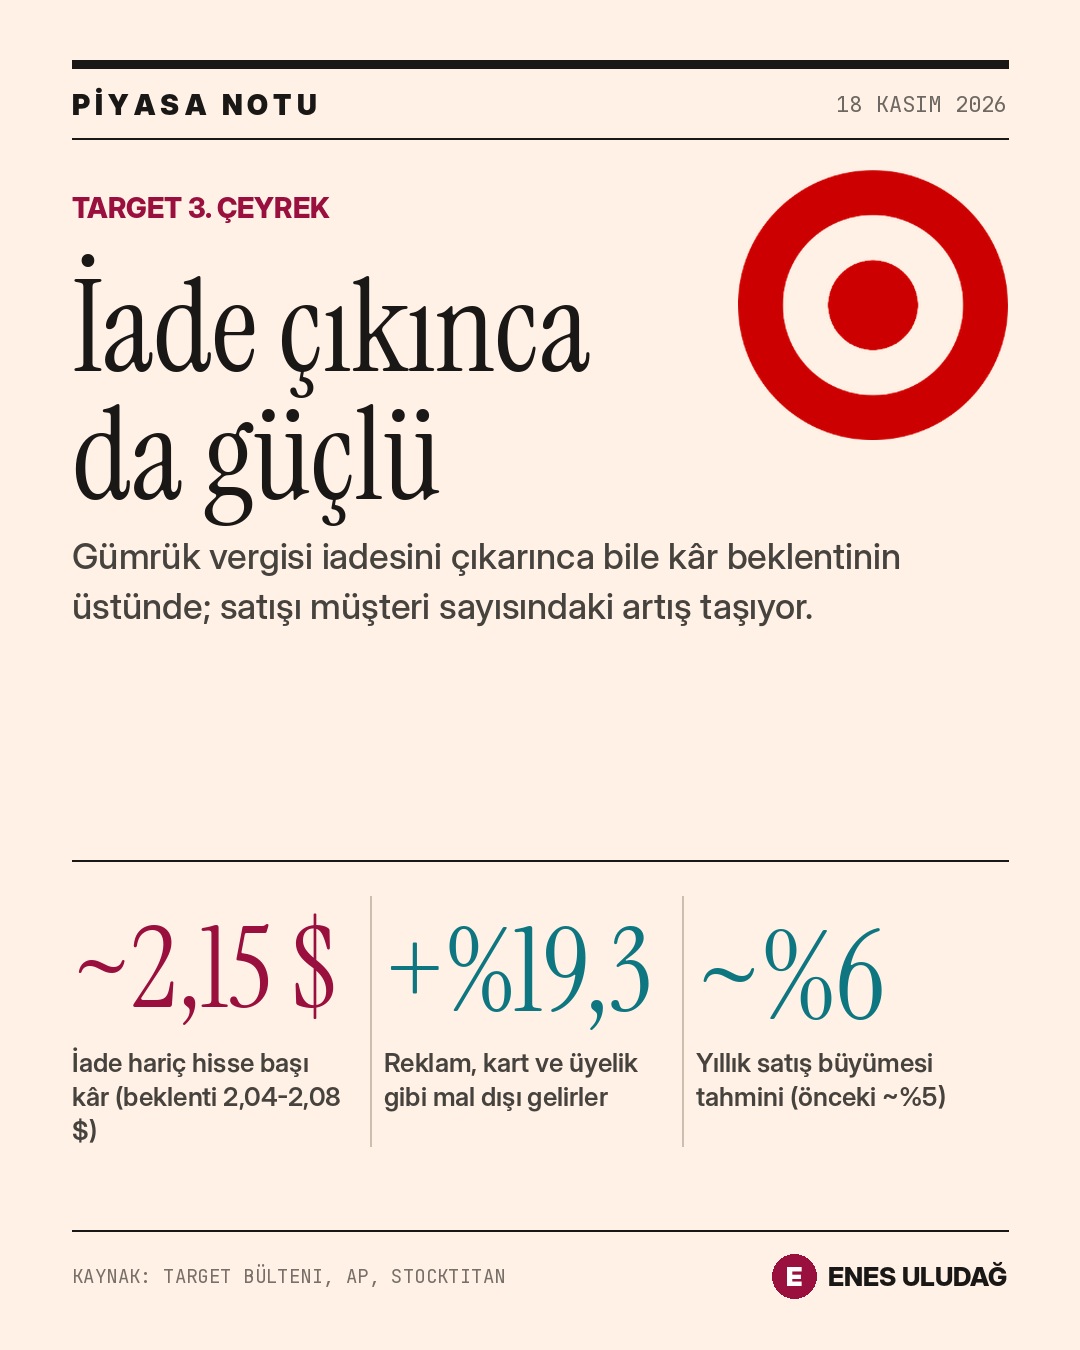 PİYASA NOTU
18 KASIM 2026
TARGET 3. ÇEYREK
İade çıkınca
da güçlü
Gümrük vergisi iadesini çıkarınca bile kâr beklentinin
üstünde; satışı müşteri sayısındaki artış taşıyor.
~2,15 $
İade hariç hisse başı
kâr (beklenti 2,04-2,08
$)
+%19,3
Reklam, kart ve üyelik
gibi mal dışı gelirler
~%6
Yıllık satış büyümesi
tahmini (önceki ~%5)
KAYNAK: TARGET BÜLTENI, AP, STOCKTITAN
E ENES ULUDAĞ